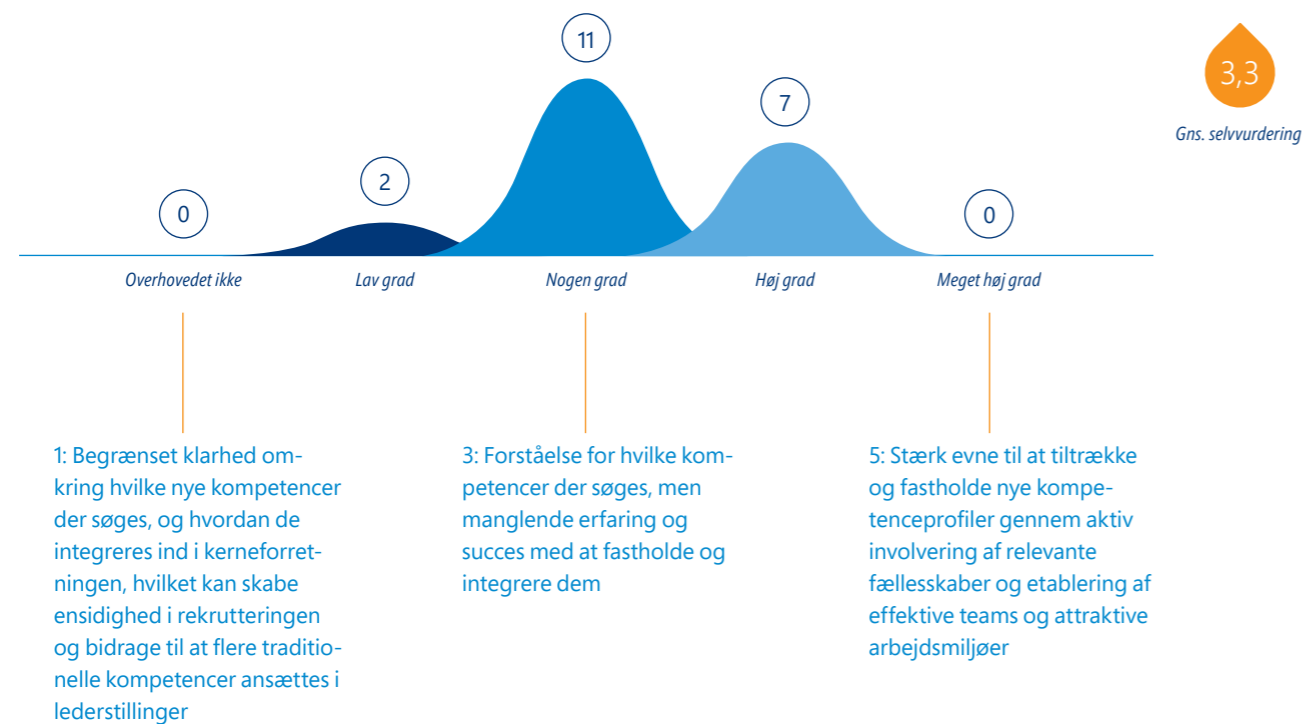 11
3,3
7
Gns. selvvurdering
2
0
0
Overhovedet ikke
Lav grad
Nogen grad
Høj grad
Meget høj grad
1: Begrænset klarhed om-
kring hvilke nye kompetencer
der søges, og hvordan de
integreres ind i kerneforret-
ningen, hvilket kan skabe
ensidighed i rekrutteringen
og bidrage til at flere traditio-
nelle kompetencer ansættes i
lederstillinger
3: Forståelse for hvilke kom-
petencer der søges, men
manglende erfaring og
succes med at fastholde og
integrere dem
5: Stærk evne til at tiltrække
og fastholde nye kompe-
tenceprofiler gennem aktiv
involvering af relevante
fællesskaber og etablering af
effektive teams og attraktive
arbejdsmiljøer